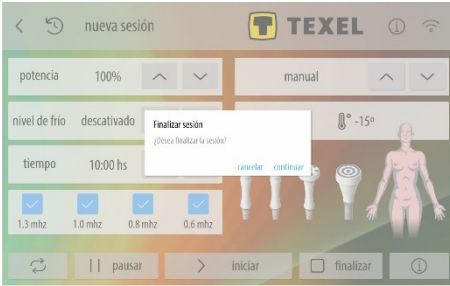 nueva sesión
TEXEL
potencia 100%
manual
nivel de frío descativado
-15º
Finalizar sesión
¿Desea finalizar la sesión?
cancelar continuar
tiempo 10:00 hs
1.3 mhz 1.0 mhz 0.8 mhz 0.6 mhz
pausar iniciar finalizar